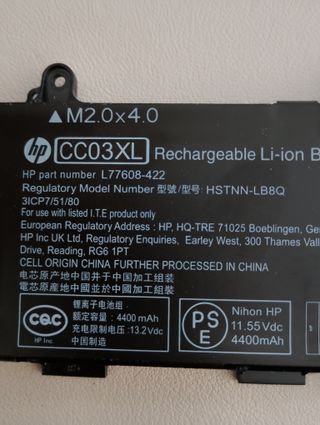 ▲M2.0x4.0
hp CC03XL Rechargeable Li-ion B
HP part number L77608-422
Regulatory Model Number 型號/型号: HSTNN-LB8Q
3ICP7/51/80
For use with listed I.T.E product only
European Regulatory Address : HP, HQ-TRE 71025 Boeblingen, Ger
HP Inc UK Ltd, Regulatory Enquiries, Earley West, 300 Thames Vall
Drive, Reading, RG6 1PT
CELL ORIGIN CHINA FURTHER PROCESSED IN CHINA
电芯原产地中国并于中国加工组装
電芯原產地中國並於中國加工組裝
CQC
HP Inc.
锂离子电池组
额定容量: 4400 mAh
充电限制电压: 13.2Vdc
中国制造
PSE
Nihon HP
11.55Vdc
4400mAh